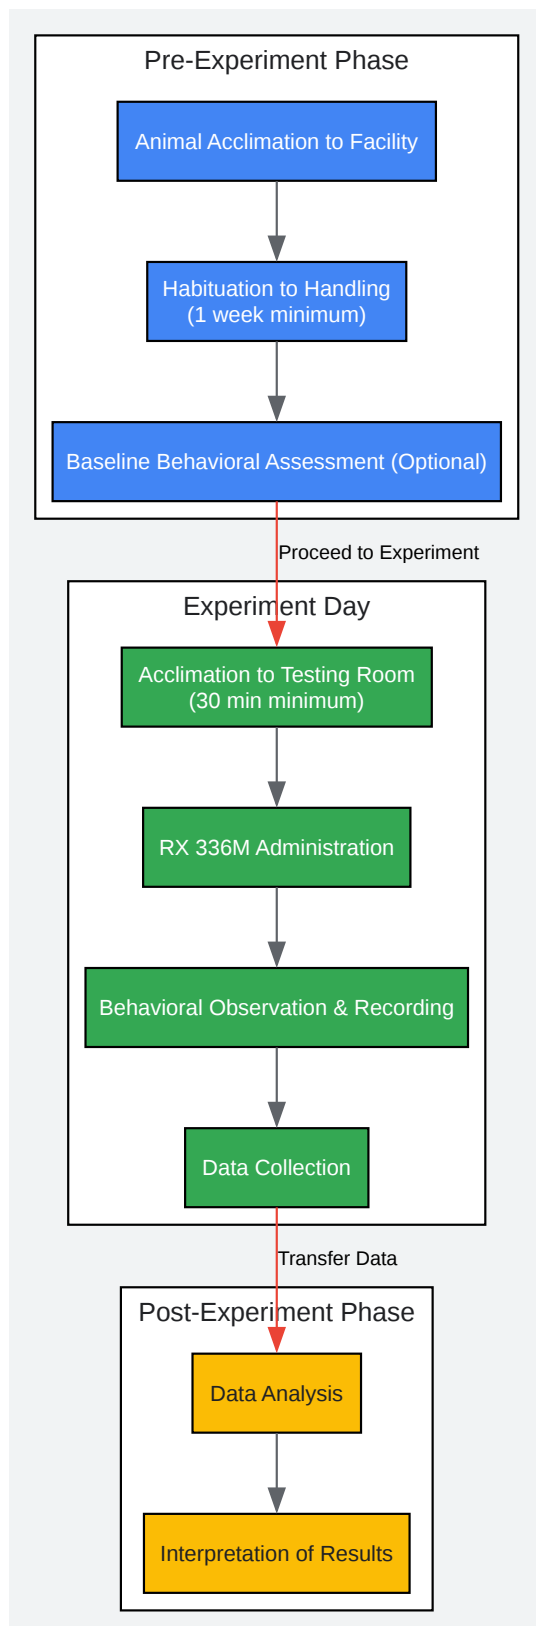 Pre-Experiment Phase
Animal Acclimation to Facility
Habituation to Handling
(1 week minimum)
Baseline Behavioral Assessment (Optional)
Proceed to Experiment
Experiment Day
Acclimation to Testing Room
(30 min minimum)
RX 336M Administration
Behavioral Observation & Recording
Data Collection
Transfer Data
Post-Experiment Phase
Data Analysis
Interpretation of Results